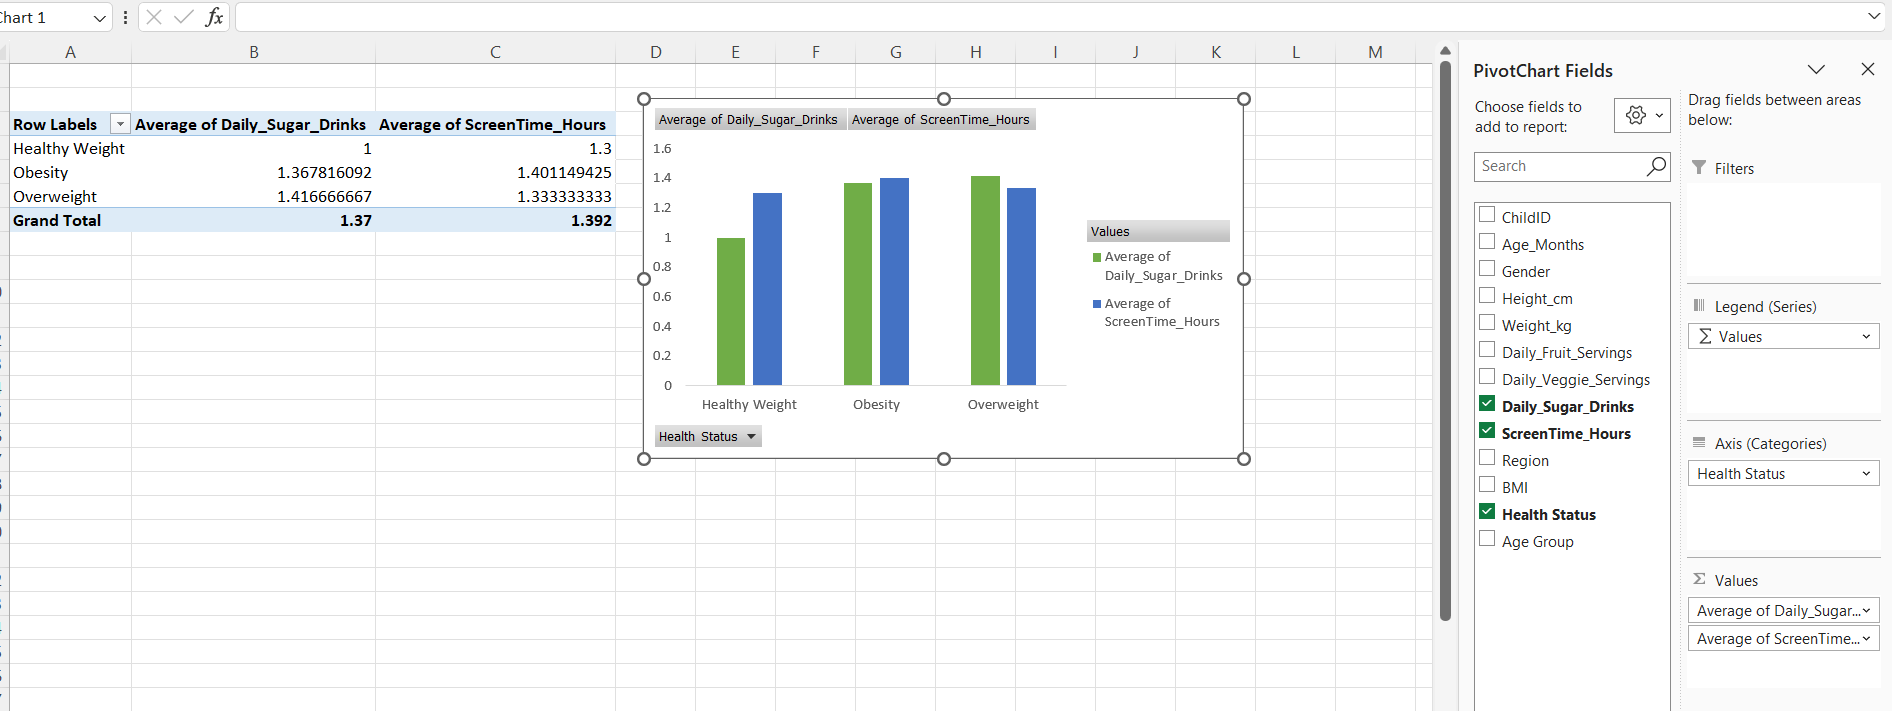 Chart 1
fx
A B C D E F G H I J K L M
Row Labels Average of Daily_Sugar_Drinks Average of ScreenTime_Hours
Healthy Weight 1 1.3
Obesity 1.367816092 1.401149425
Overweight 1.416666667 1.333333333
Grand Total 1.37 1.392
Average of Daily_Sugar_Drinks Average of ScreenTime_Hours
1.6
1.4
1.2
1
0.8
0.6
0.4
0.2
0
Healthy Weight Obesity Overweight
Health Status
Values
Average of
Daily_Sugar_Drinks
Average of
ScreenTime_Hours
PivotChart Fields
Choose fields to
add to report:
Search
ChildID
Age_Months
Gender
Height_cm
Weight_kg
Daily_Fruit_Servings
Daily_Veggie_Servings
Daily_Sugar_Drinks
ScreenTime_Hours
Region
BMI
Health Status
Age Group
Drag fields between areas
below:
Filters
Legend (Series)
Σ Values
Axis (Categories)
Health Status
Σ Values
Average of Daily_Sugar...
Average of ScreenTime...